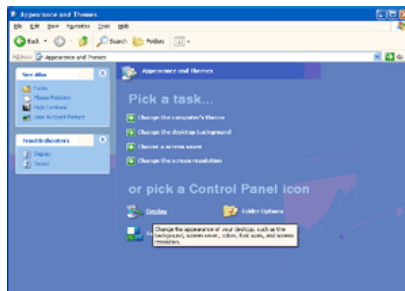 Appearance and Themes
File Edit View Favorites Tools Help
Back Search Folders
Address Appearance and Themes Go
See Also
Fonts
Mouse Pointers
High Contrast
User Account Picture
Troubleshooters
Display
Sound
Appearance and Themes
Pick a task...
Change the computer's theme
Change the desktop background
Choose a screen saver
Change the screen resolution
or pick a Control Panel icon
Display Folder Options
Change the appearance of your desktop, such as the
background, screen saver, colors, font sizes, and screen
resolution.